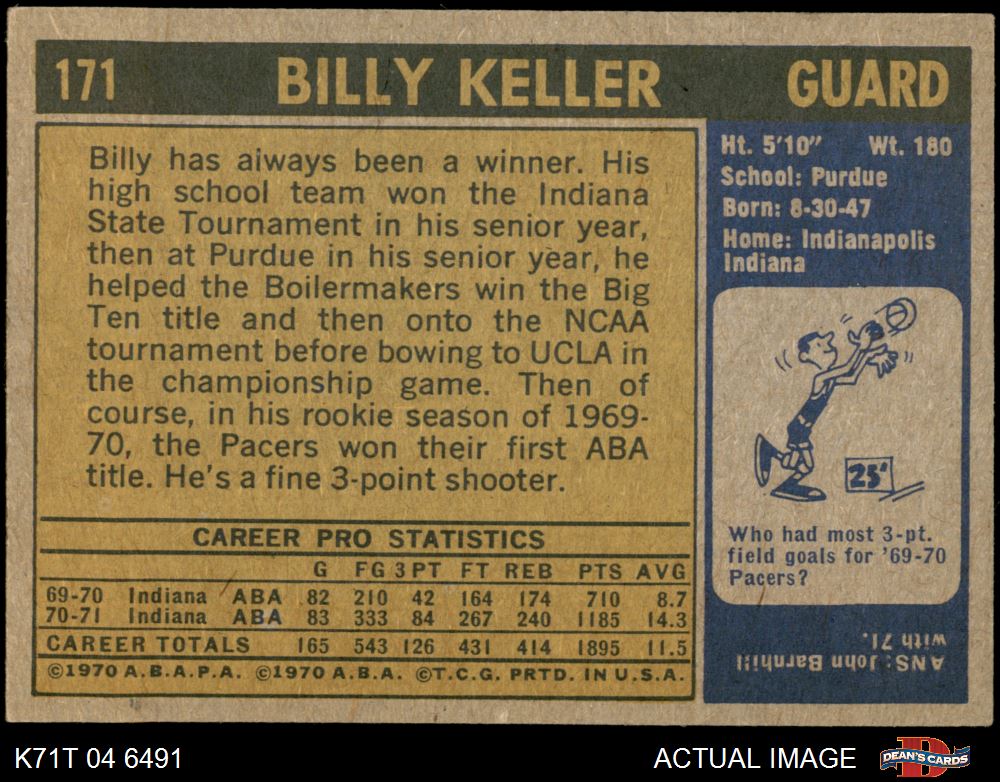 171 BILLY KELLER GUARD
Billy has always been a winner. His
high school team won the Indiana
State Tournament in his senior year,
then at Purdue in his senior year, he
helped the Boilermakers win the Big
Ten title and then onto the NCAA
tournament before bowing to UCLA in
the championship game. Then of
course, in his rookie season of 1969-
70, the Pacers won their first ABA
title. He's a fine 3-point shooter.
CAREER PRO STATISTICS
G FG 3 PT FT REB PTS AVG
69-70 Indiana ABA 82 210 42 164 174 710 8.7
70-71 Indiana ABA 83 333 84 267 240 1185 14.3
CAREER TOTALS 165 543 126 431 414 1895 11.5
©1970 A.B.A.P.A. ©1970 A.B.A. ©T.C.G. PRTD. IN U.S.A.
Ht. 5'10" Wt. 180
School: Purdue
Born: 8-30-47
Home: Indianapolis
Indiana
25'
Who had most 3-pt.
field goals for '69-70
Pacers?
ANS: John Barnhill
with 71.
K71T 04 6491 ACTUAL IMAGE DEAN'S CARDS